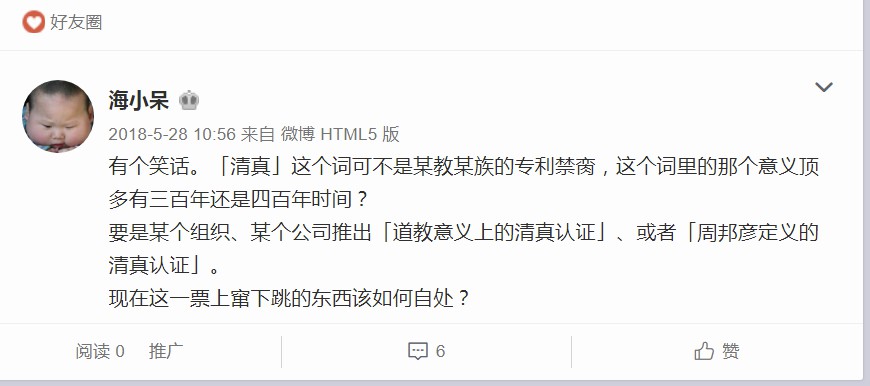 好友圈
海小呆
2018-5-28 10:56 来自 微博 HTML5 版
有个笑话。「清真」这个词可不是某教某族的专利禁脔，这个词里的那个意义顶
多有三百年还是四百年时间？
要是某个组织、某个公司推出「道教意义上的清真认证」、或者「周邦彦定义的
清真认证」。
现在这一票上窜下跳的东西该如何自处？
阅读 0 推广 6 赞